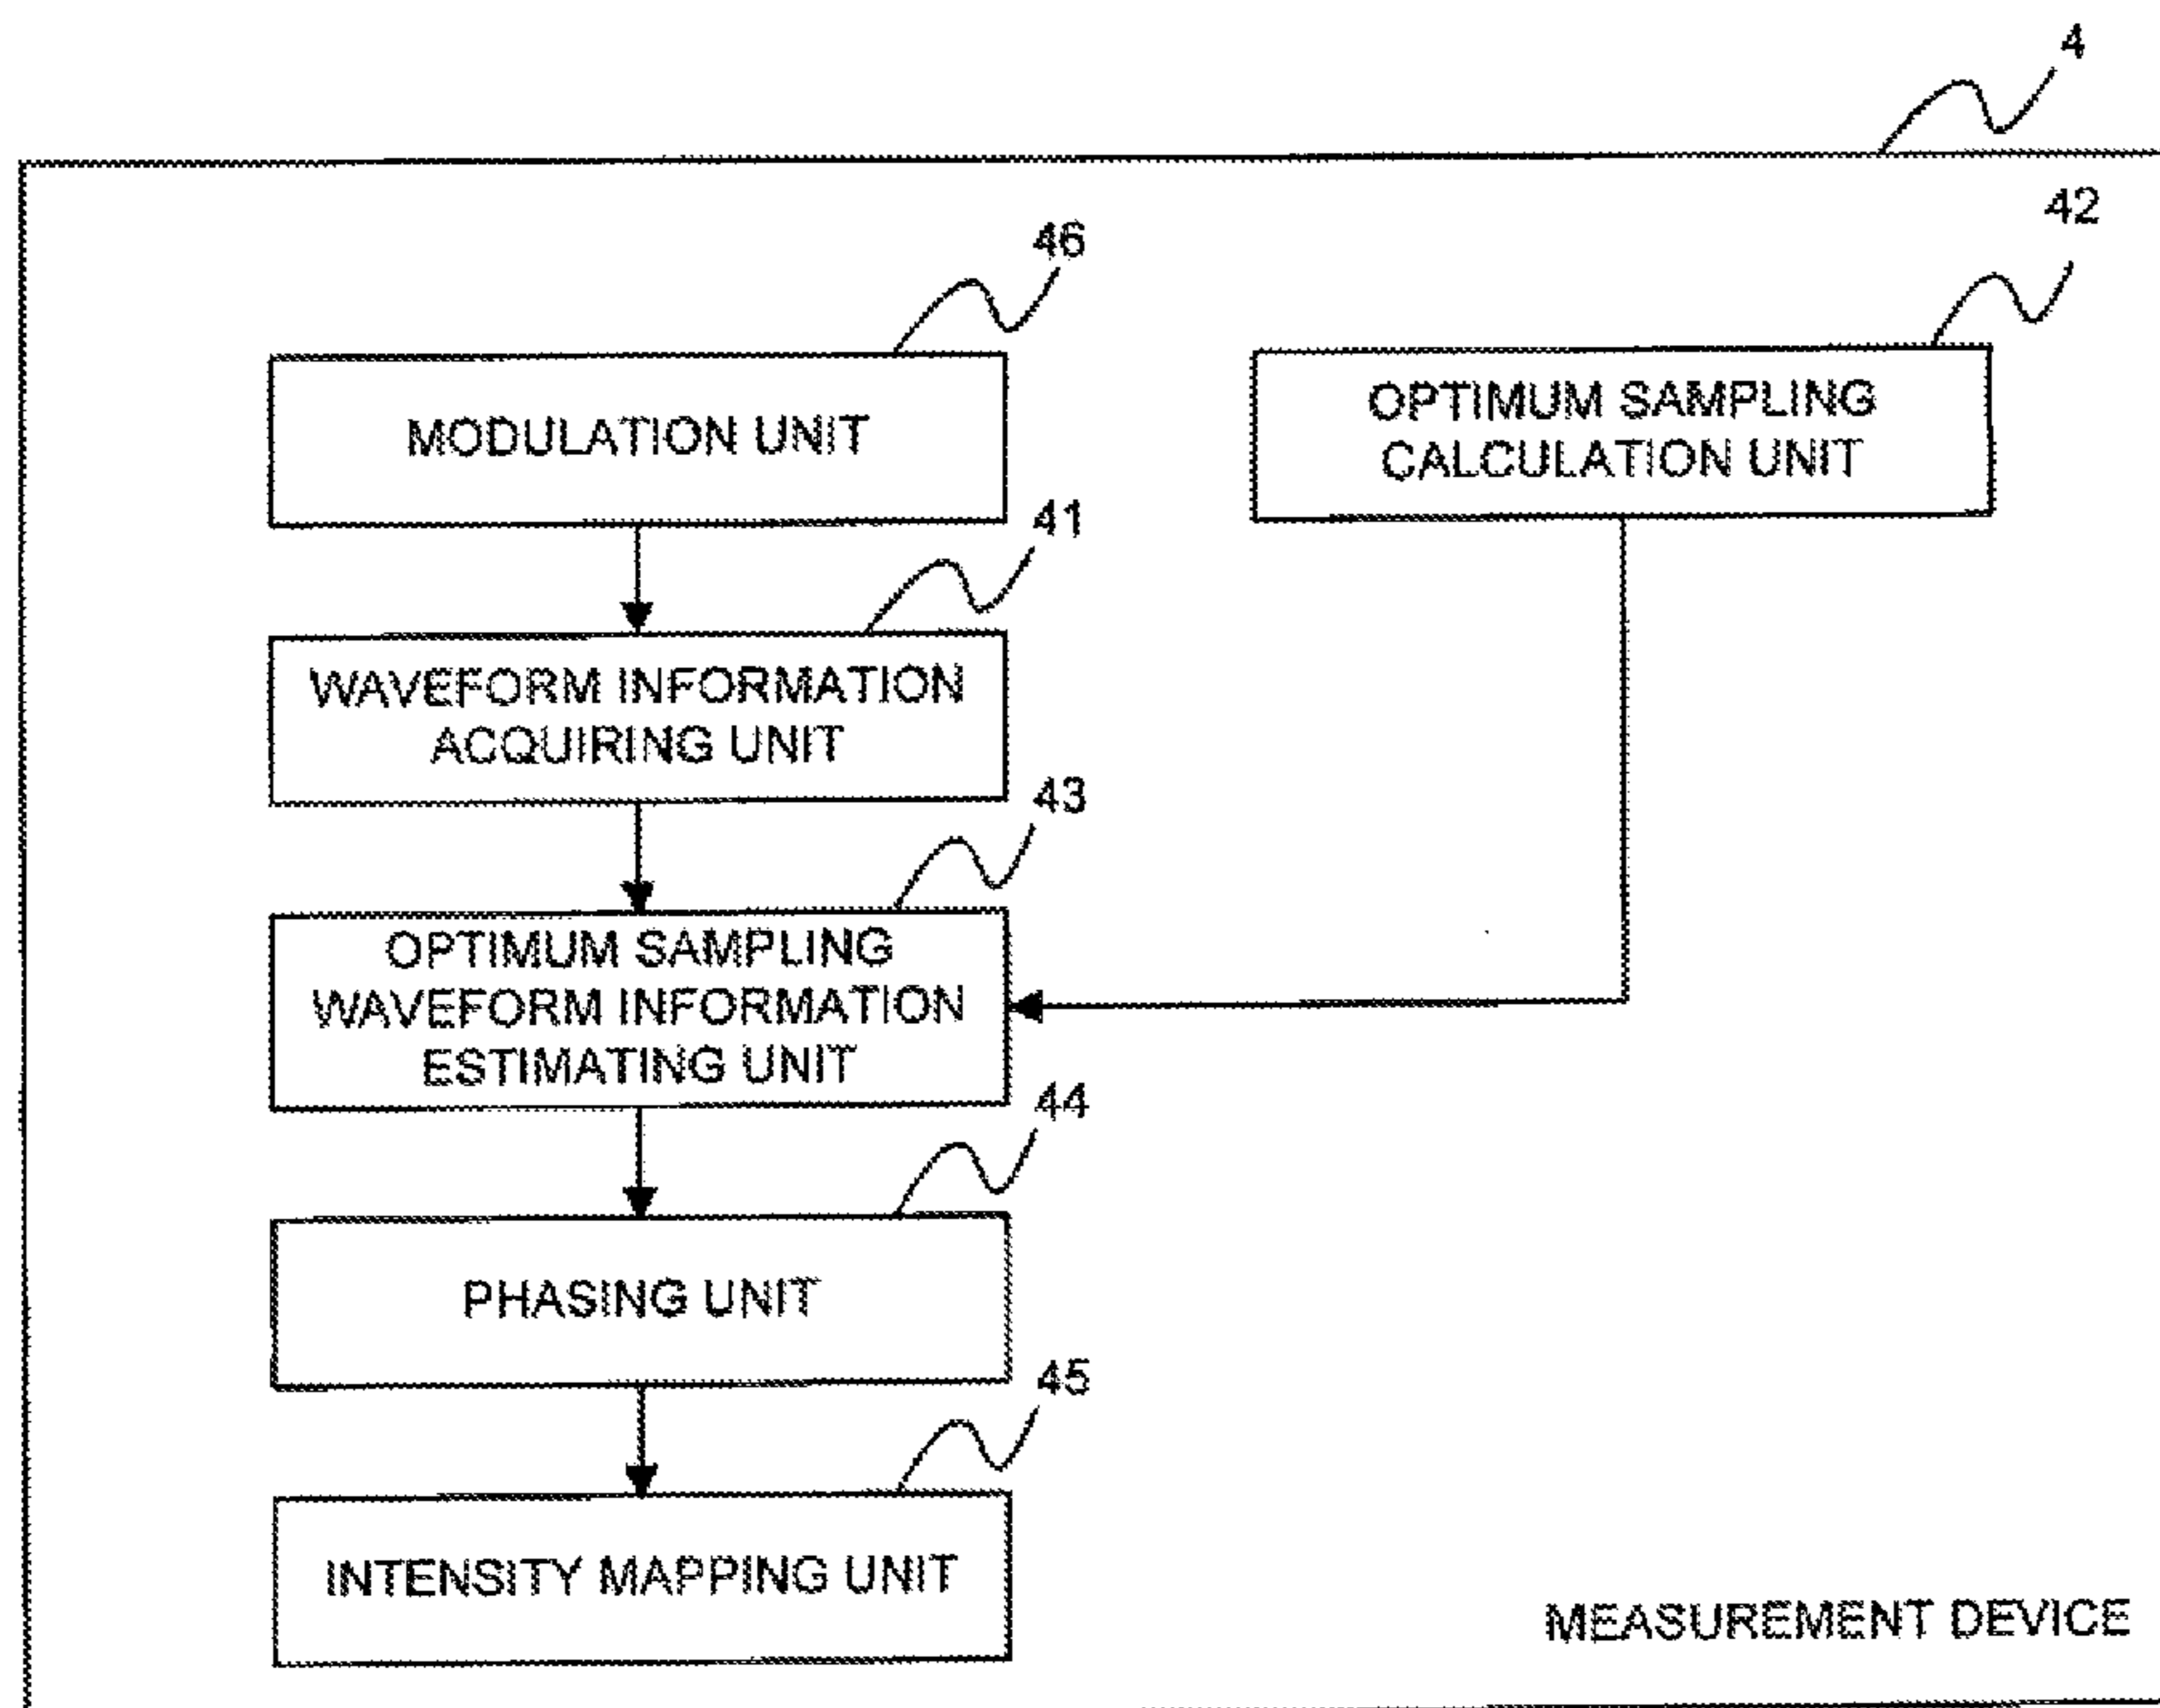 4
42
46
MODULATION UNIT
OPTIMUM SAMPLING
CALCULATION UNIT
41
WAVEFORM INFORMATION
ACQUIRING UNIT
43
OPTIMUM SAMPLING
WAVEFORM INFORMATION
ESTIMATING UNIT
44
PHASING UNIT
45
INTENSITY MAPPING UNIT
MEASUREMENT DEVICE